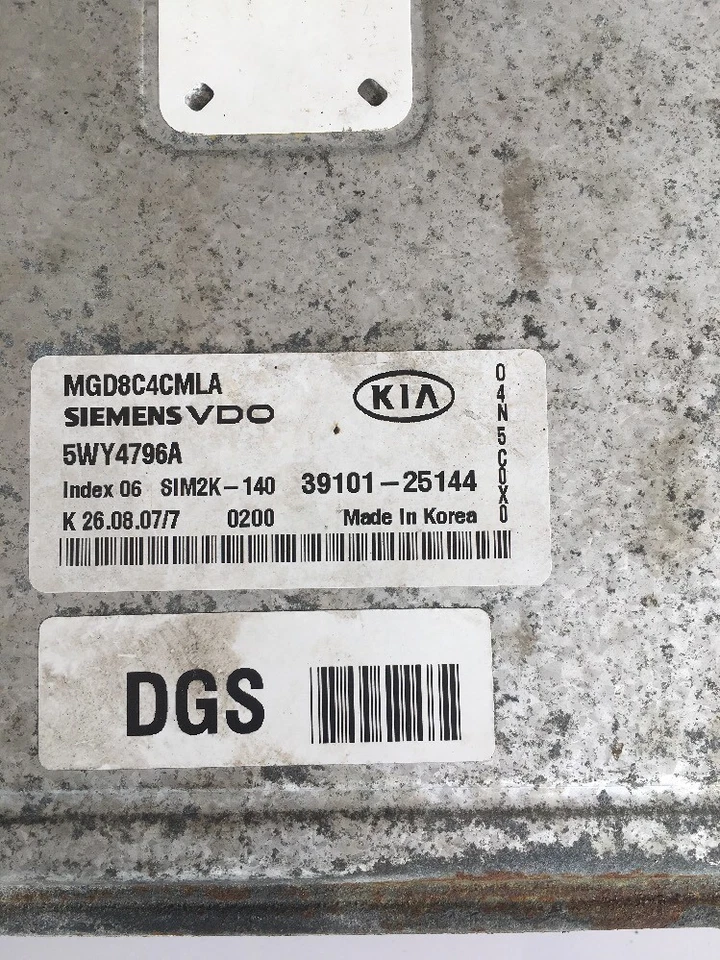 MGD8C4CMLA
KIA
SIEMENS VDO
5WY4796A
Index 06 SIM2K-140 39101-25144
K 26.08.07/7 0200 Made In Korea
04N5C0X0
DGS